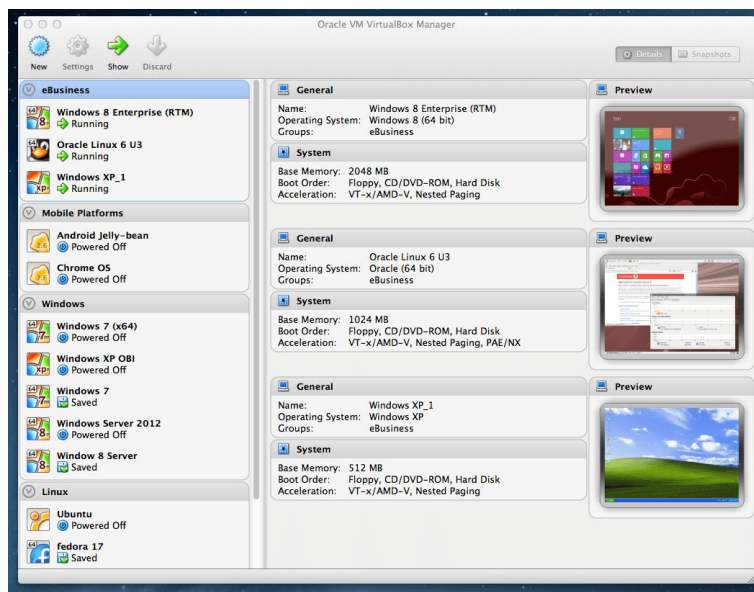 Oracle VM VirtualBox Manager
New Settings Show Discard
Details Snapshots
eBusiness
Windows 8 Enterprise (RTM)
Running
Oracle Linux 6 U3
Running
Windows XP_1
Running
Mobile Platforms
Android Jelly-bean
Powered Off
Chrome OS
Powered Off
Windows
Windows 7 (x64)
Powered Off
Windows XP OBI
Powered Off
Windows 7
Saved
Windows Server 2012
Powered Off
Window 8 Server
Saved
Linux
Ubuntu
Powered Off
fedora 17
Saved
General
Name: Windows 8 Enterprise (RTM)
Operating System: Windows 8 (64 bit)
Groups: eBusiness
System
Base Memory: 2048 MB
Boot Order: Floppy, CD/DVD-ROM, Hard Disk
Acceleration: VT-x/AMD-V, Nested Paging
Preview
General
Name: Oracle Linux 6 U3
Operating System: Oracle (64 bit)
Groups: eBusiness
System
Base Memory: 1024 MB
Boot Order: Floppy, CD/DVD-ROM, Hard Disk
Acceleration: VT-x/AMD-V, Nested Paging, PAE/NX
Preview
General
Name: Windows XP_1
Operating System: Windows XP
Groups: eBusiness
System
Base Memory: 512 MB
Boot Order: Floppy, CD/DVD-ROM, Hard Disk
Acceleration: VT-x/AMD-V, Nested Paging
Preview